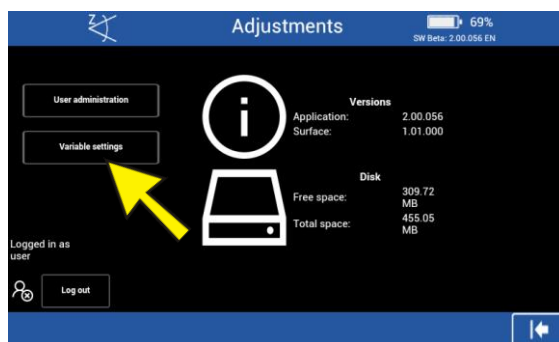 Z
Adjustments
69%
SW Beta: 2.00.056 EN
User administration
Variable settings
i
Versions
Application: 2.00.056
Surface: 1.01.000
Disk
Free space: 309.72
MB
Total space: 455.05
MB
Logged in as
user
Log out